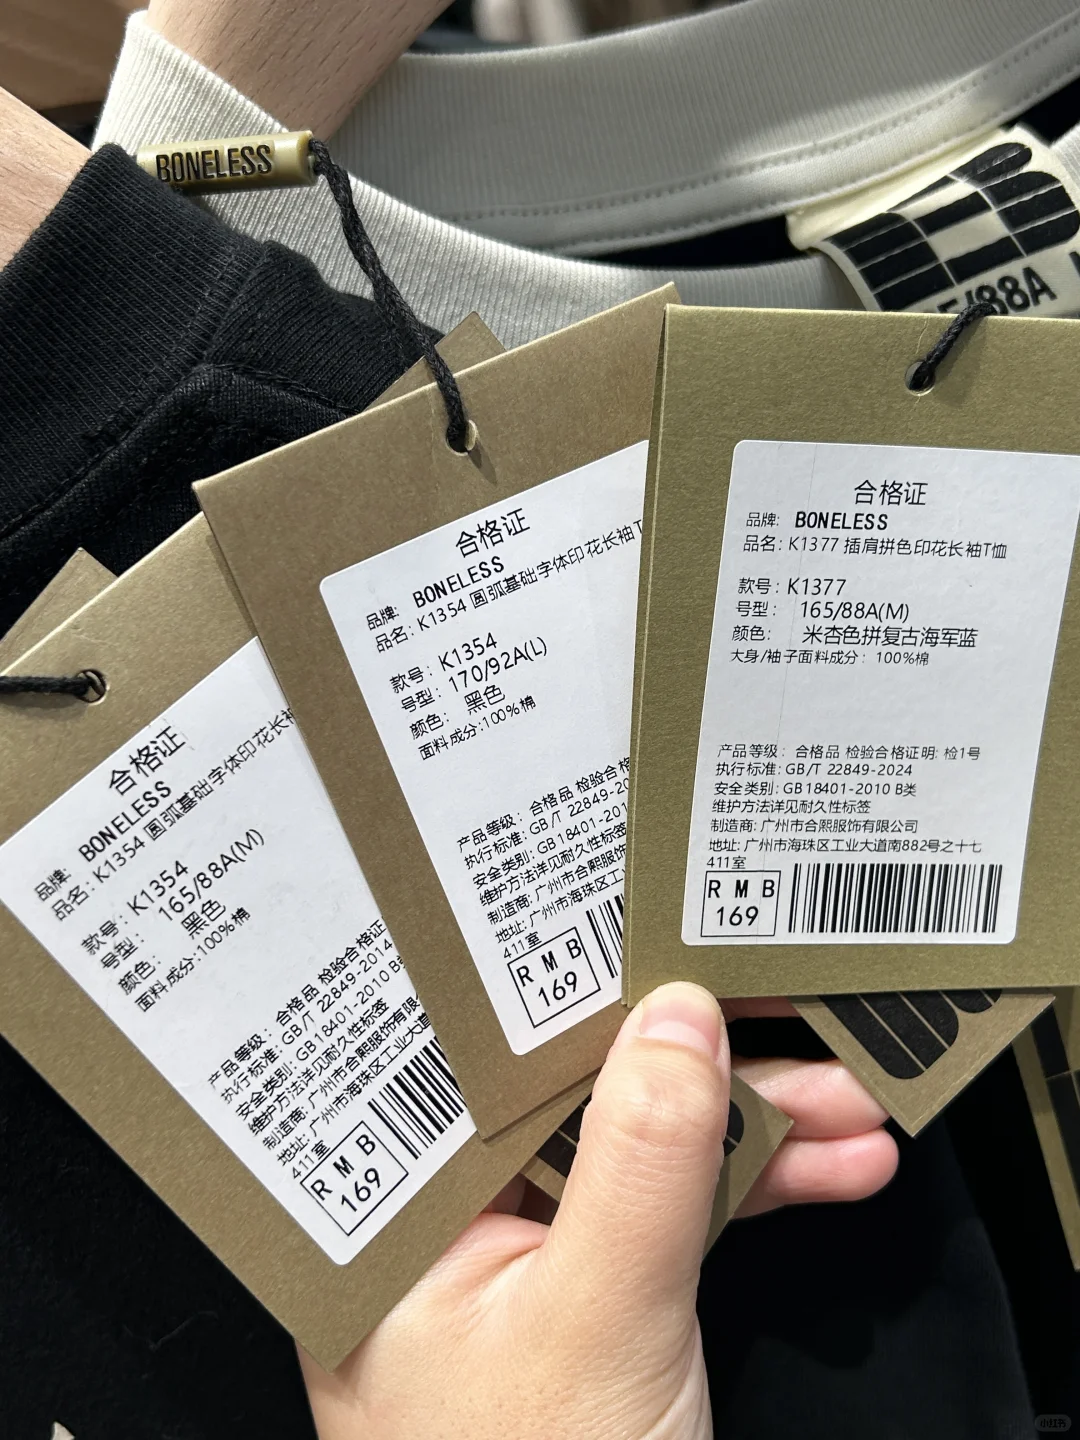 BONELESS
5/88A
合格证
品牌: BONELESS
品名: K1354 圆弧基础字体印花长袖
款号: K1354
号型: 165/88A(M)
颜色: 黑色
面料成分:100%棉
产品等级: 合格品 检验合格证
执行标准: GB/T 22849-2014
安全类别: GB18401-2010 B类
维护方法详见耐久性标签
制造商: 广州市合熙服饰有限
地址: 广州市海珠区工业大道
411室
RMB
169
合格证
品牌: BONELESS
品名: K1354 圆弧基础字体印花长袖T
款号: K1354
号型: 170/92A(L)
颜色: 黑色
面料成分:100%棉
产品等级: 合格品 检验合格
执行标准: GB/T 22849-20
安全类别: GB18401-2010
维护方法详见耐久性标签
制造商: 广州市合熙服饰
地址: 广州市海珠区工
411室
RMB
169
合格证
品牌: BONELESS
品名: K1377 插肩拼色印花长袖T恤
款号: K1377
号型: 165/88A(M)
颜色: 米杏色拼复古海军蓝
大身/袖子面料成分: 100%棉
产品等级: 合格品 检验合格证明: 检1号
执行标准: GB/T 22849-2024
安全类别: GB18401-2010 B类
维护方法详见耐久性标签
制造商: 广州市合熙服饰有限公司
地址: 广州市海珠区工业大道南882号之十七
411室
RMB
169
小红书